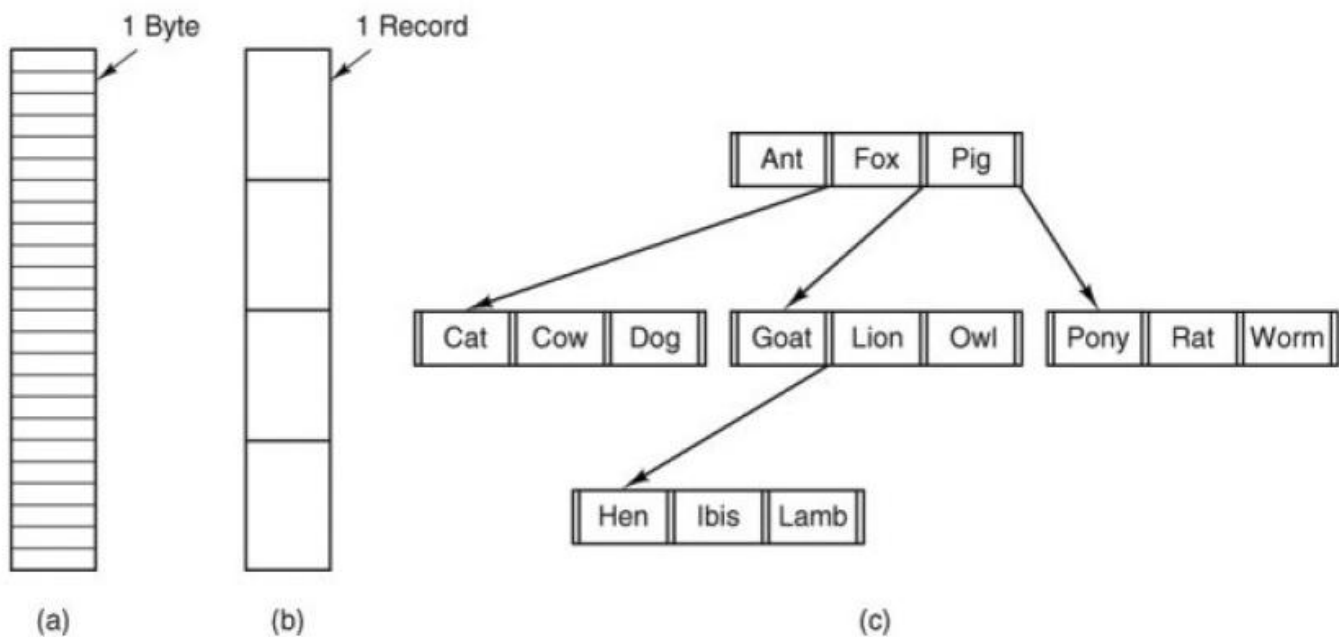 1 Byte
1 Record
Ant Fox Pig
Cat Cow Dog
Goat Lion Owl
Pony Rat Worm
Hen Ibis Lamb
(a)
(b)
(c)